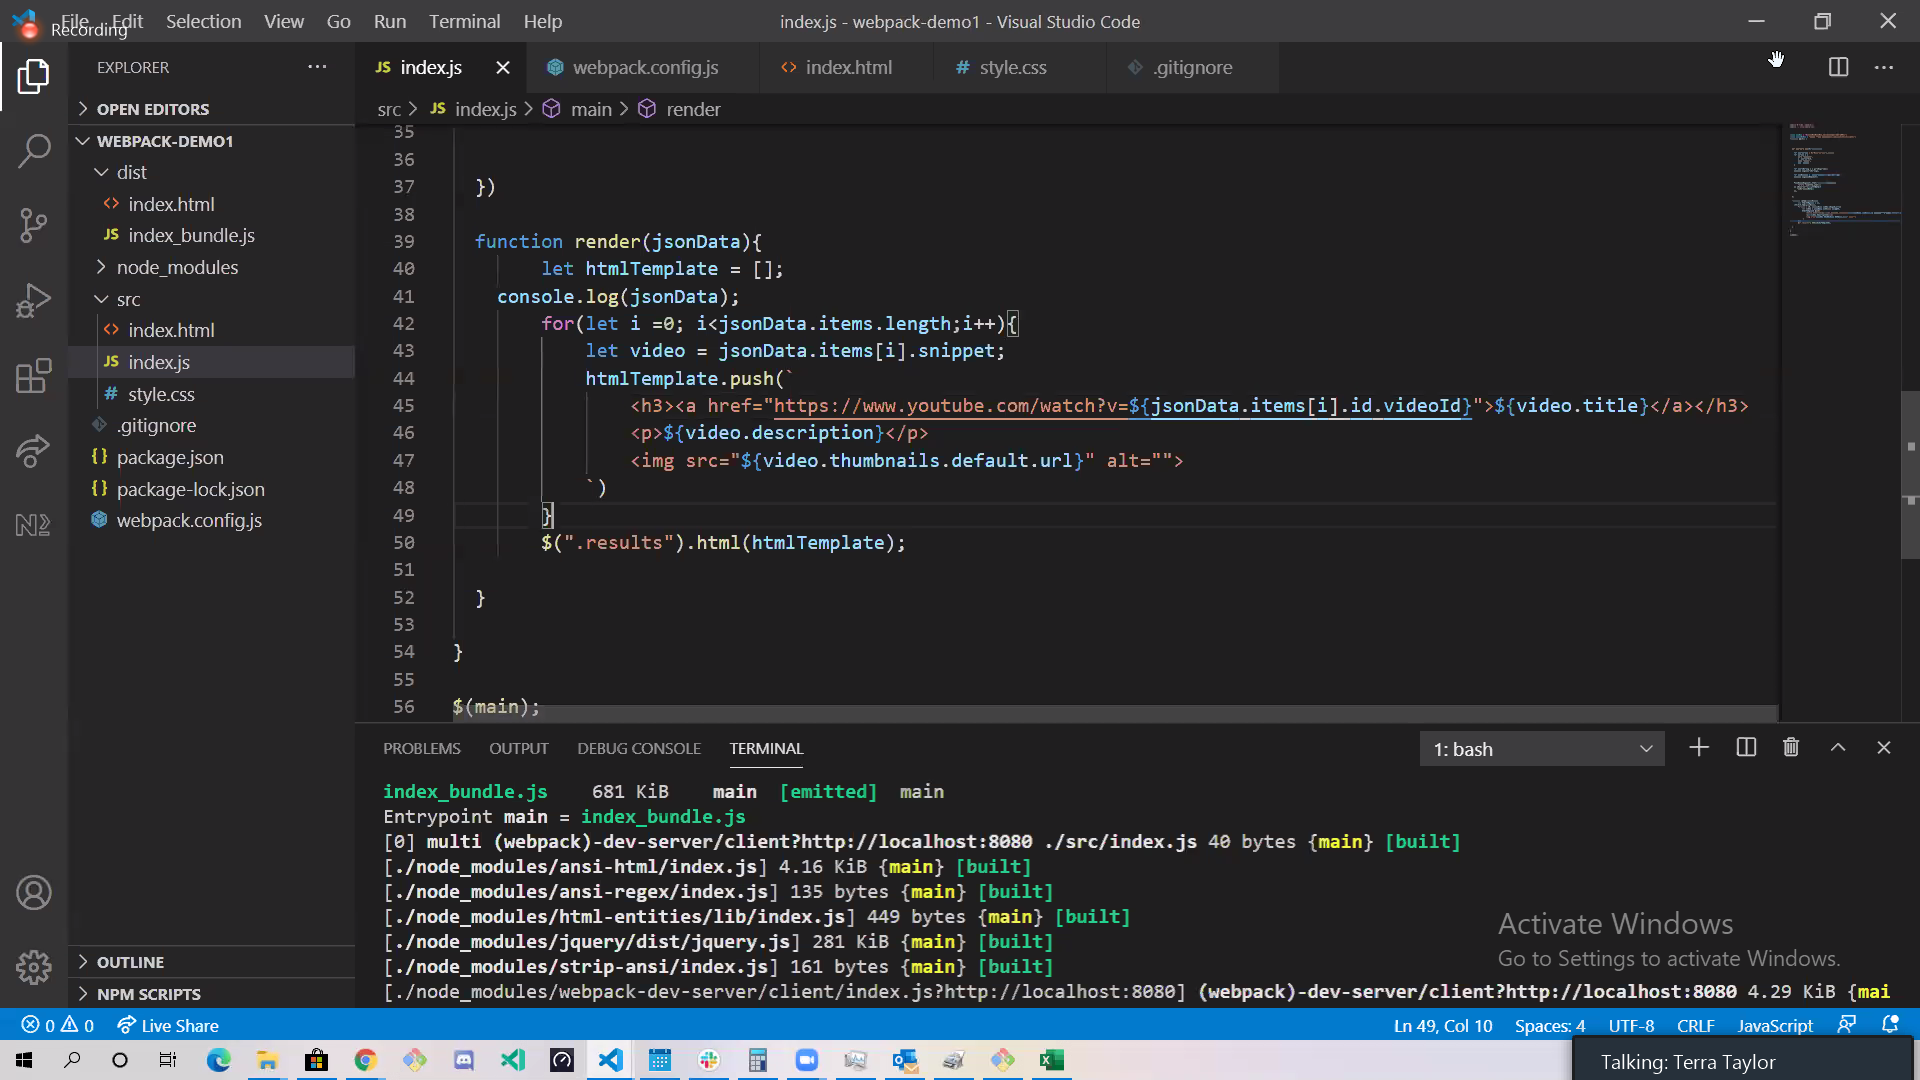 File Edit Selection View Go Run Terminal Help
Recording
index.js - webpack-demo1 - Visual Studio Code
EXPLORER
index.js
webpack.config.js
index.html
style.css
.gitignore
src > JS index.js > main > render
OPEN EDITORS
WEBPACK-DEMO1
dist
index.html
JS index_bundle.js
node_modules
src
index.html
JS index.js
# style.css
.gitignore
{} package.json
{} package-lock.json
webpack.config.js
OUTLINE
NPM SCRIPTS
35
36
37 })
38
39 function render(jsonData){
40 let htmlTemplate = [];
41 console.log(jsonData);
42 for(let i =0; i<jsonData.items.length;i++){
43 let video = jsonData.items[i].snippet;
44 htmlTemplate.push(`
45 <h3><a href="https://www.youtube.com/watch?v=${jsonData.items[i].id.videoId}">${video.title}</a></h3>
46 <p>${video.description}</p>
47 <img src="${video.thumbnails.default.url}" alt="">
48 `)
49 }
50 $(".results").html(htmlTemplate);
51
52 }
53
54 }
55
56 $(main);
PROBLEMS OUTPUT DEBUG CONSOLE TERMINAL
1: bash
index_bundle.js 681 KiB main [emitted] main
Entrypoint main = index_bundle.js
[0] multi (webpack)-dev-server/client?http://localhost:8080 ./src/index.js 40 bytes {main} [built]
[./node_modules/ansi-html/index.js] 4.16 KiB {main} [built]
[./node_modules/ansi-regex/index.js] 135 bytes {main} [built]
[./node_modules/html-entities/lib/index.js] 449 bytes {main} [built]
[./node_modules/jquery/dist/jquery.js] 281 KiB {main} [built]
[./node_modules/strip-ansi/index.js] 161 bytes {main} [built]
[./node_modules/webpack-dev-server/client/index.js?http://localhost:8080] (webpack)-dev-server/client?http://localhost:8080 4.29 KiB {mai
Activate Windows
Go to Settings to activate Windows.
0 0 Live Share
Ln 49, Col 10 Spaces: 4 UTF-8 CRLF JavaScript
Talking: Terra Taylor